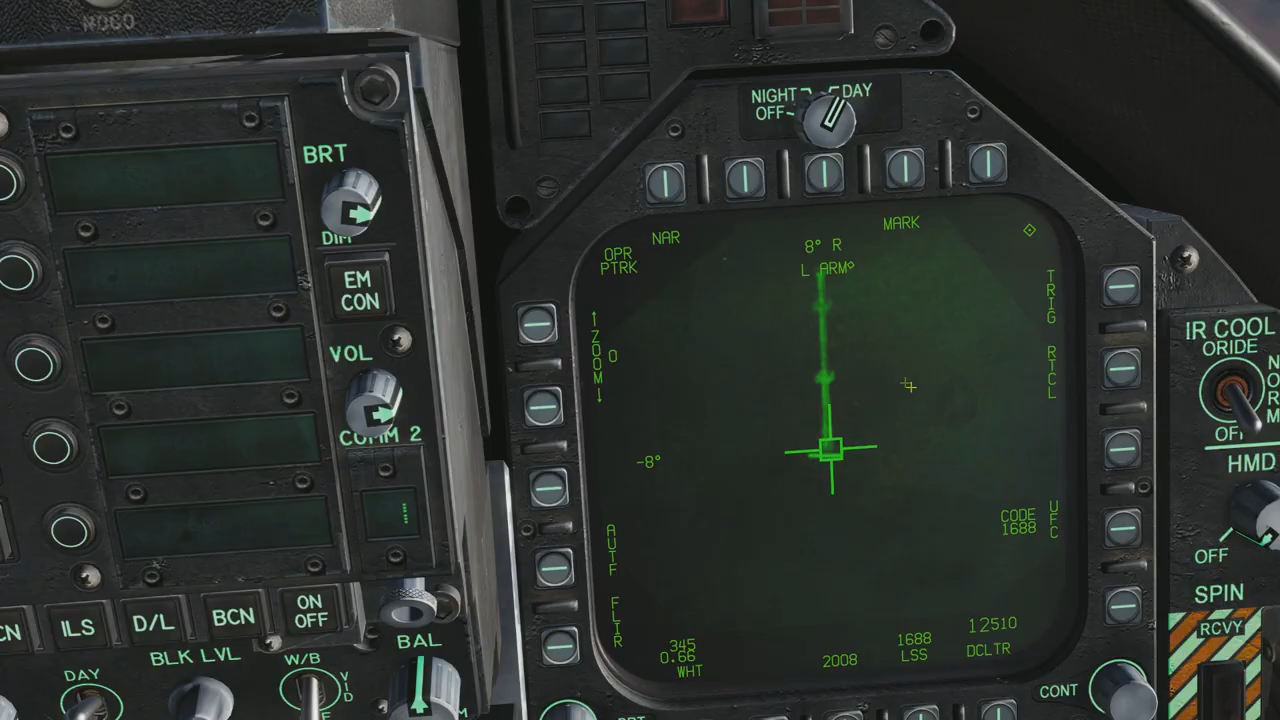 NIGHT
DAY
OFF
BRT
DIM
EM
CON
VOL
COMM 2
ILS
D/L
BCN
ON
OFF
BAL
DAY
BLK LVL
W/B
VID
NAR
MARK
OPR
PTRK
8° R
L ARM
↑ZOOM↓
0
-8°
AUTF
FLIR
345
0.66
WHT
2008
1688
LSS
12510
DCLTR
TRIG
RTCL
UFC
CODE
1688
IR COOL
ORIDE
NORM
OFF
HMD
OFF
SPIN
RCVY
CONT